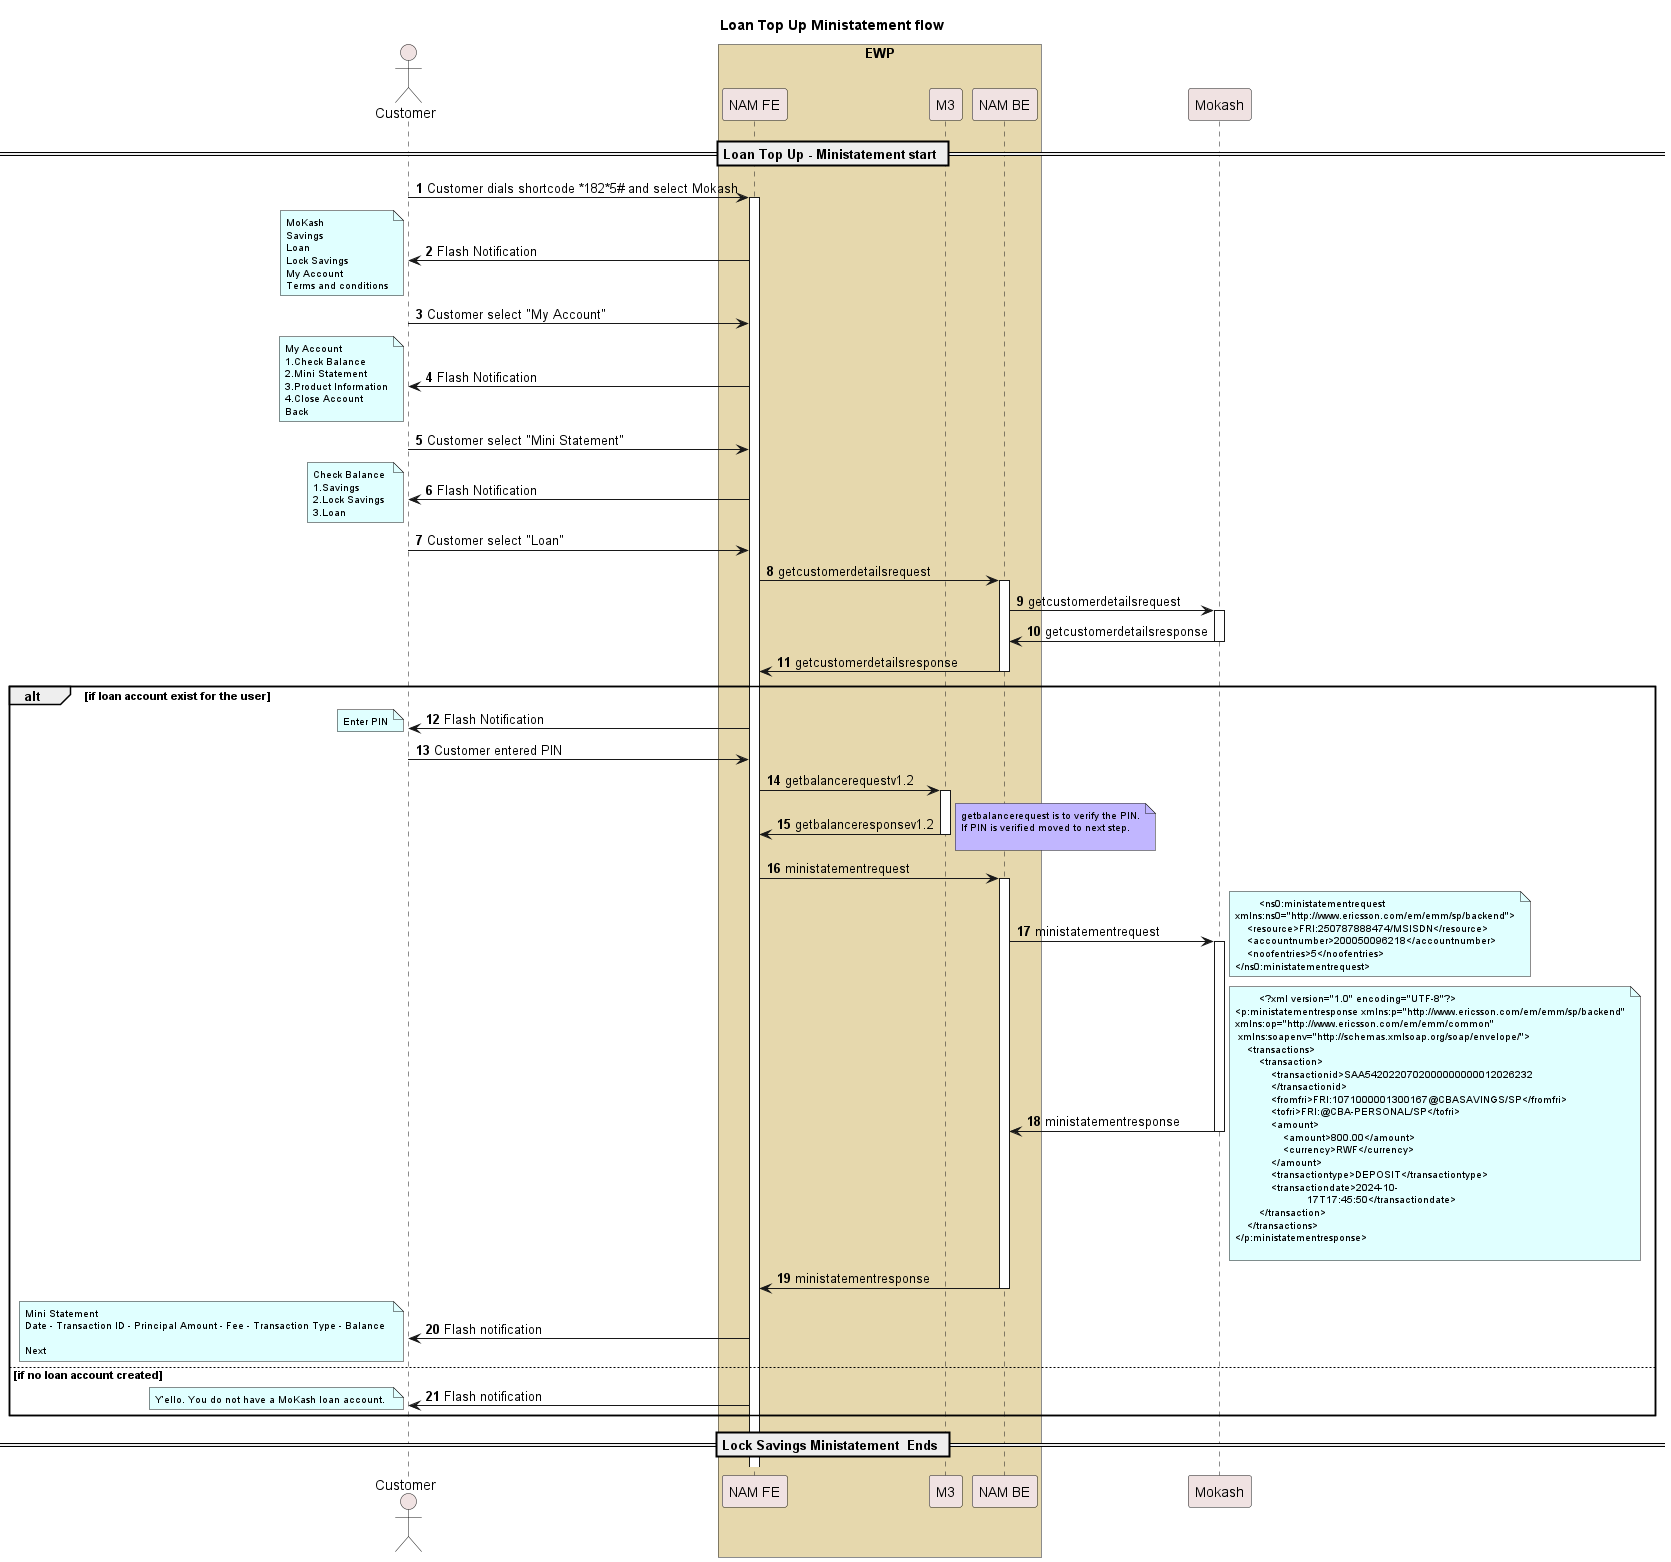 Loan Top Up Ministatement flow
EWP
Customer
NAM FE
M3
NAM BE
Mokash
Loan Top Up - Ministatement start
1 Customer dials shortcode *182*5# and select Mokash
MoKash
Savings
Loan
Lock Savings
My Account
Terms and conditions
2 Flash Notification
3 Customer select "My Account"
My Account
1.Check Balance
2.Mini Statement
3.Product Information
4.Close Account
Back
4 Flash Notification
5 Customer select "Mini Statement"
Check Balance
1.Savings
2.Lock Savings
3.Loan
6 Flash Notification
7 Customer select "Loan"
8 getcustomerdetailsrequest
9 getcustomerdetailsrequest
10 getcustomerdetailsresponse
11 getcustomerdetailsresponse
alt [if loan account exist for the user]
Enter PIN
12 Flash Notification
13 Customer entered PIN
14 getbalancerequestv1.2
15 getbalanceresponsev1.2
getbalancerequest is to verify the PIN.
If PIN is verified moved to next step.
16 ministatementrequest
17 ministatementrequest
<ns0:ministatementrequest
xmlns:ns0="http://www.ericsson.com/em/emm/sp/backend">
<resource>FRI:250787888474/MSISDN</resource>
<accountnumber>200050096218</accountnumber>
<noofentries>5</noofentries>
</ns0:ministatementrequest>
18 ministatementresponse
<?xml version="1.0" encoding="UTF-8"?>
<p:ministatementresponse xmlns:p="http://www.ericsson.com/em/emm/sp/backend"
xmlns:op="http://www.ericsson.com/em/emm/common"
xmlns:soapenv="http://schemas.xmlsoap.org/soap/envelope/">
<transactions>
<transaction>
<transactionid>SAA5420220702000000000012026232
</transactionid>
<fromfri>FRI:1071000001300167@CBASAVINGS/SP</fromfri>
<tofri>FRI:@CBA-PERSONAL/SP</tofri>
<amount>
<amount>800.00</amount>
<currency>RWF</currency>
</amount>
<transactiontype>DEPOSIT</transactiontype>
<transactiondate>2024-10-
17T17:45:50</transactiondate>
</transaction>
</transactions>
</p:ministatementresponse>
19 ministatementresponse
Mini Statement
Date - Transaction ID - Principal Amount - Fee - Transaction Type - Balance
Next
20 Flash notification
[if no loan account created]
Y'ello. You do not have a MoKash loan account.
21 Flash notification
Lock Savings Ministatement  Ends
Customer
NAM FE
M3
NAM BE
Mokash